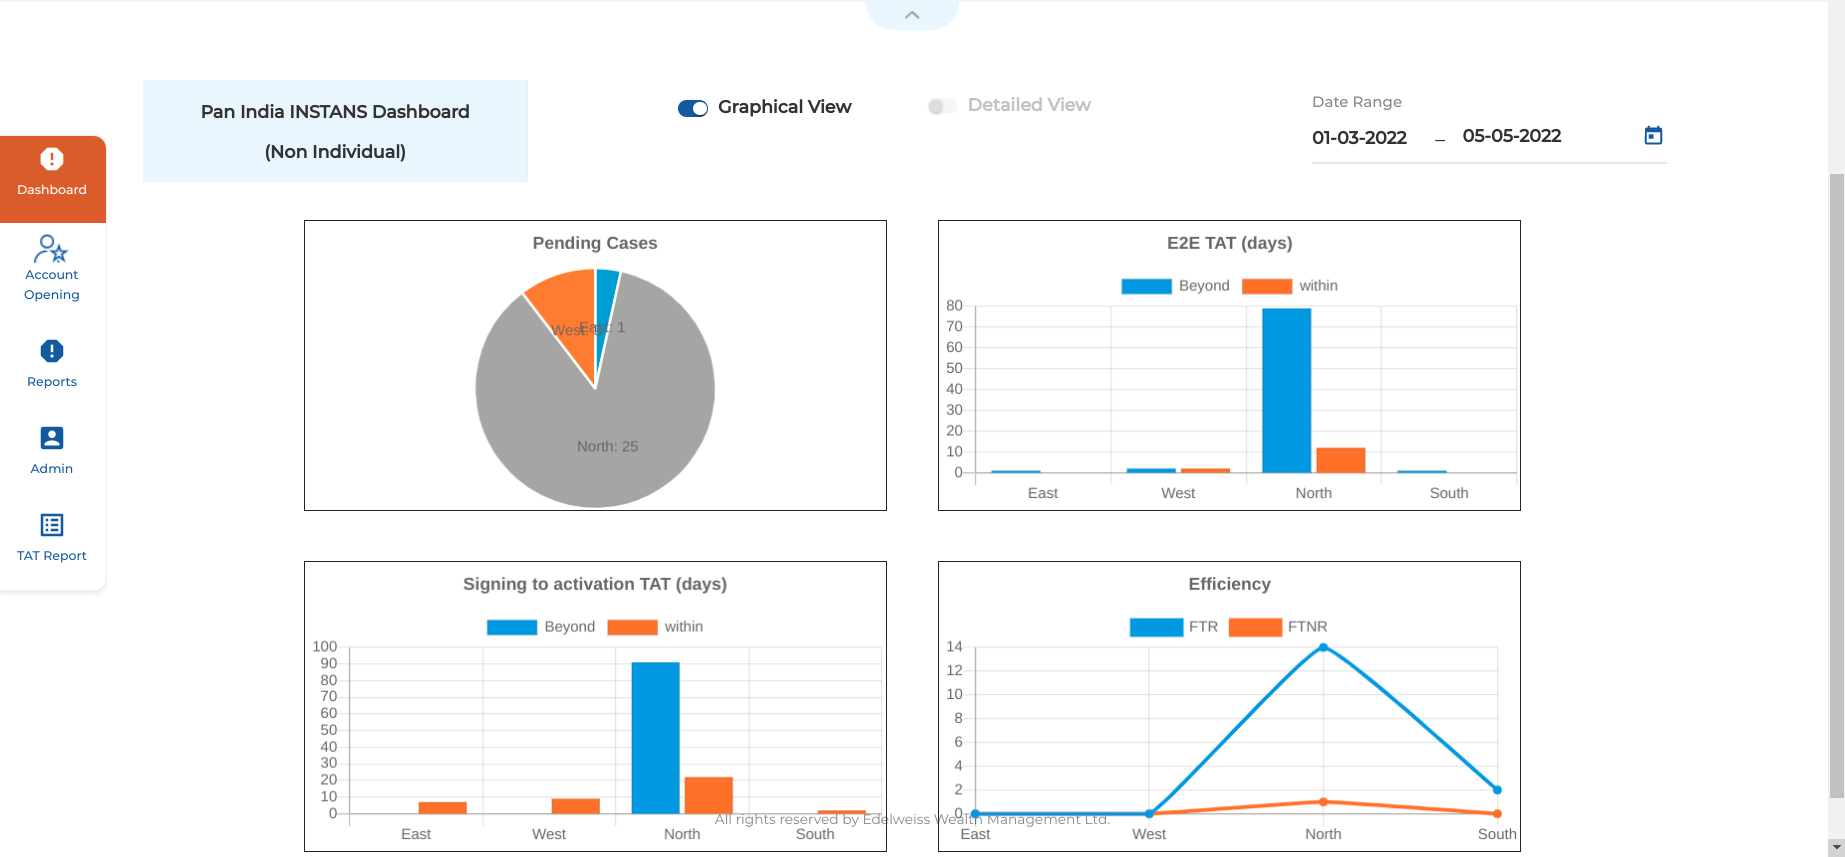 Pan India INSTANS Dashboard
(Non Individual)
Graphical View
Detailed View
Date Range
01-03-2022 – 05-05-2022
Dashboard
Account
Opening
Reports
Admin
TAT Report
Pending Cases
West:
East: 1
North: 25
E2E TAT (days)
Beyond within
80
70
60
50
40
30
20
10
0
East West North South
Signing to activation TAT (days)
Beyond within
100
90
80
70
60
50
40
30
20
10
0
East West North South
Efficiency
FTR FTNR
14
12
10
8
6
4
2
0
East West North South
All rights reserved by Edelweiss Wealth Management Ltd.